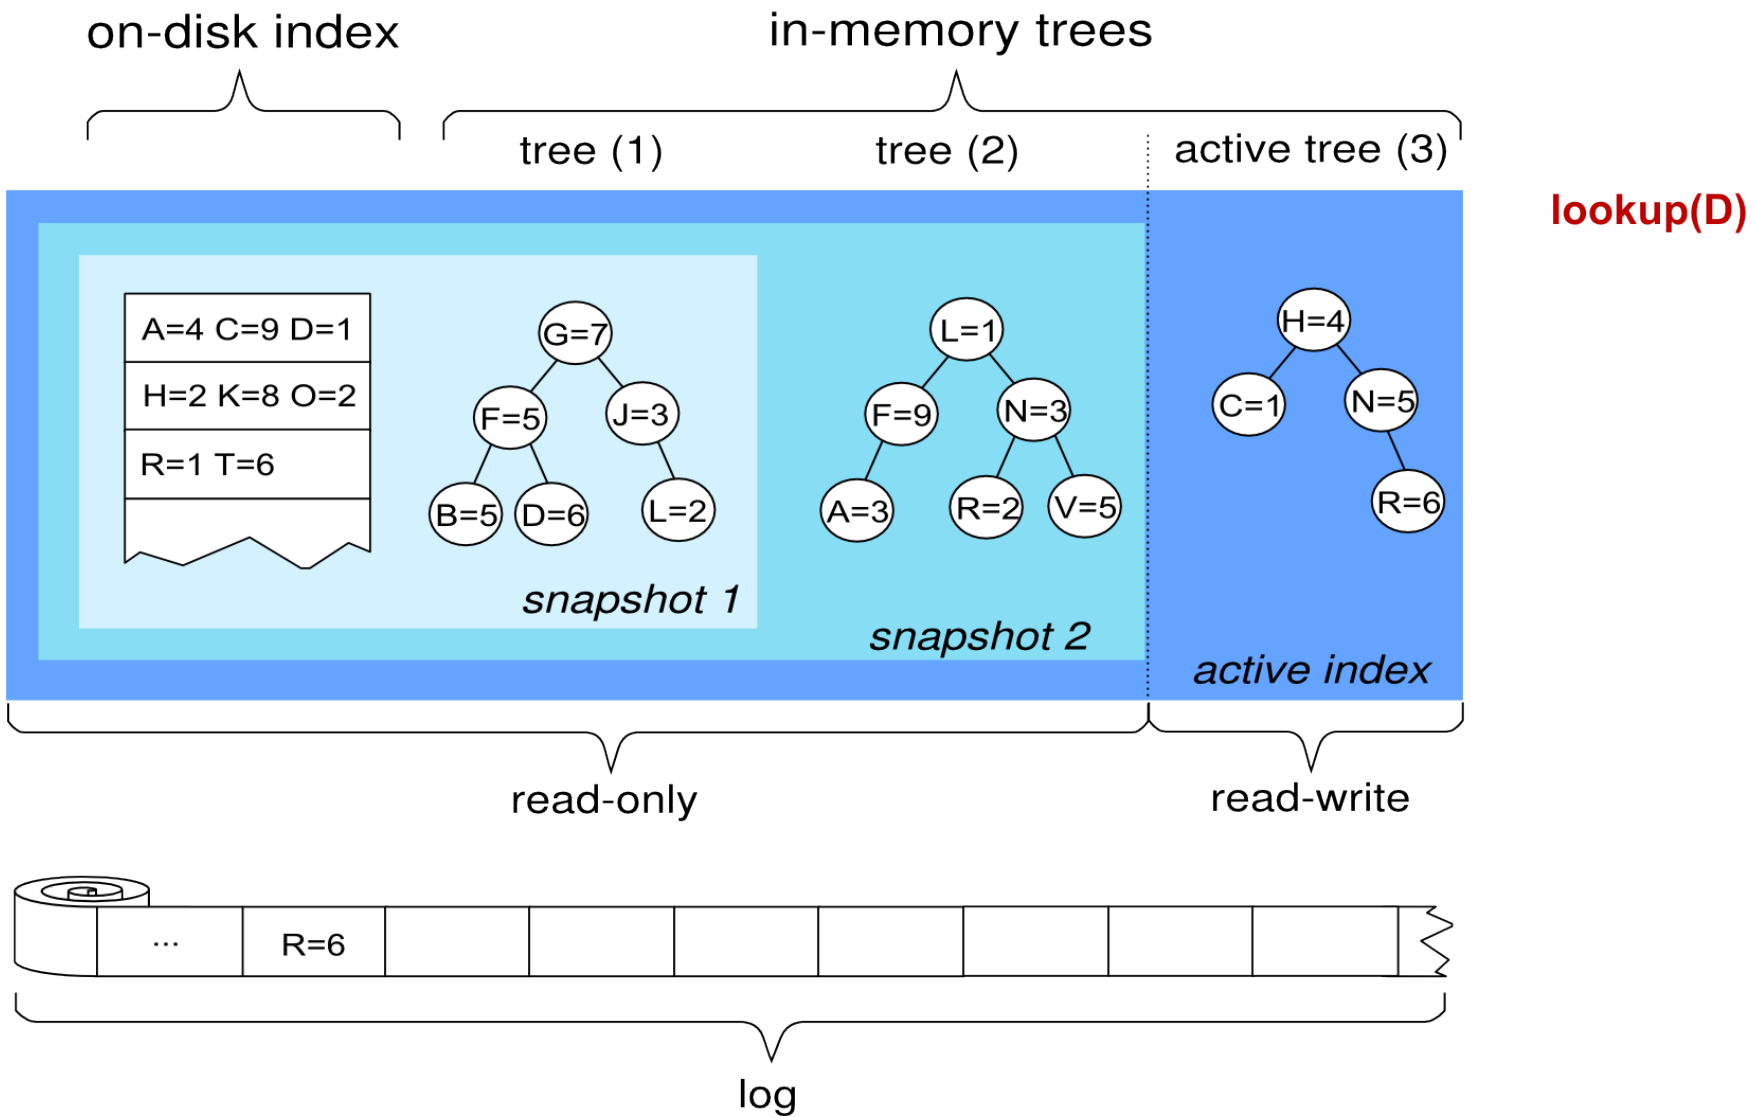 on-disk index
in-memory trees
tree (1)
tree (2)
active tree (3)
lookup(D)
A=4 C=9 D=1
H=2 K=8 O=2
R=1 T=6
G=7
F=5
J=3
B=5
D=6
L=2
snapshot 1
L=1
F=9
N=3
A=3
R=2
V=5
snapshot 2
H=4
C=1
N=5
R=6
active index
read-only
read-write
...
R=6
log